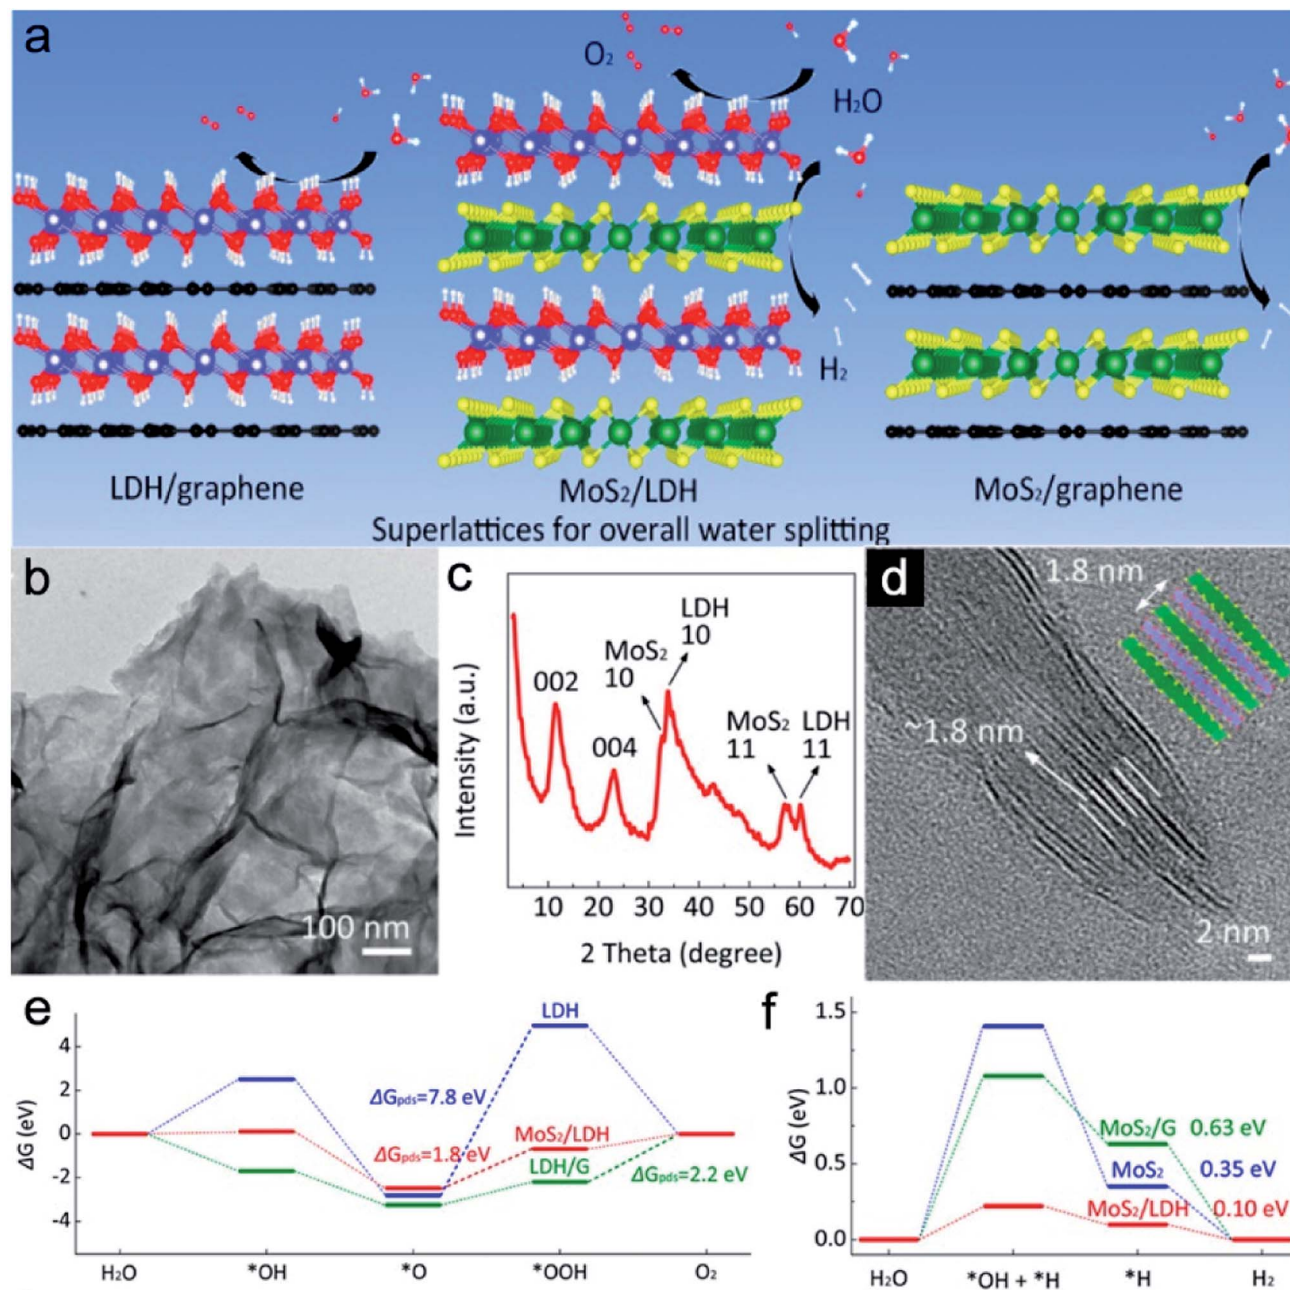 a
O₂
H₂O
H₂
LDH/graphene
MoS₂/LDH
MoS₂/graphene
Superlattices for overall water splitting
b
100 nm
c
Intensity (a.u.)
002
004
MoS₂
10
LDH
10
MoS₂
11
LDH
11
10 20 30 40 50 60 70
2 Theta (degree)
d
1.8 nm
~1.8 nm
2 nm
e
ΔG (eV)
4
2
0
-2
-4
LDH
ΔGpds=7.8 eV
MoS₂/LDH
ΔGpds=1.8 eV
LDH/G
ΔGpds=2.2 eV
H₂O *OH *O *OOH O₂
f
ΔG (eV)
1.5
1.0
0.5
0.0
MoS₂/G 0.63 eV
MoS₂ 0.35 eV
MoS₂/LDH 0.10 eV
H₂O *OH + *H *H H₂